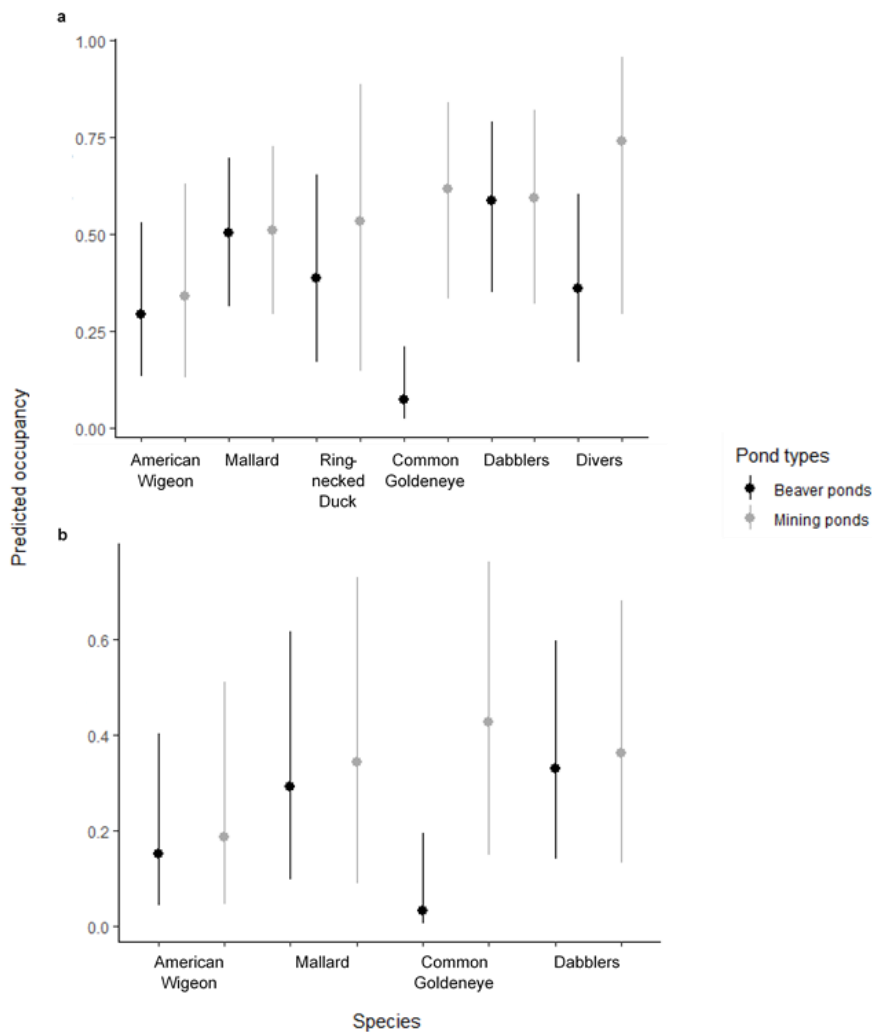 a
1.00
0.75
0.50
0.25
0.00
American Mallard Ring- Common Dabblers Divers
Wigeon necked Goldeneye
Duck
Predicted occupancy
Pond types
Beaver ponds
Mining ponds
b
0.6
0.4
0.2
0.0
American Mallard Common Dabblers
Wigeon Goldeneye
Species